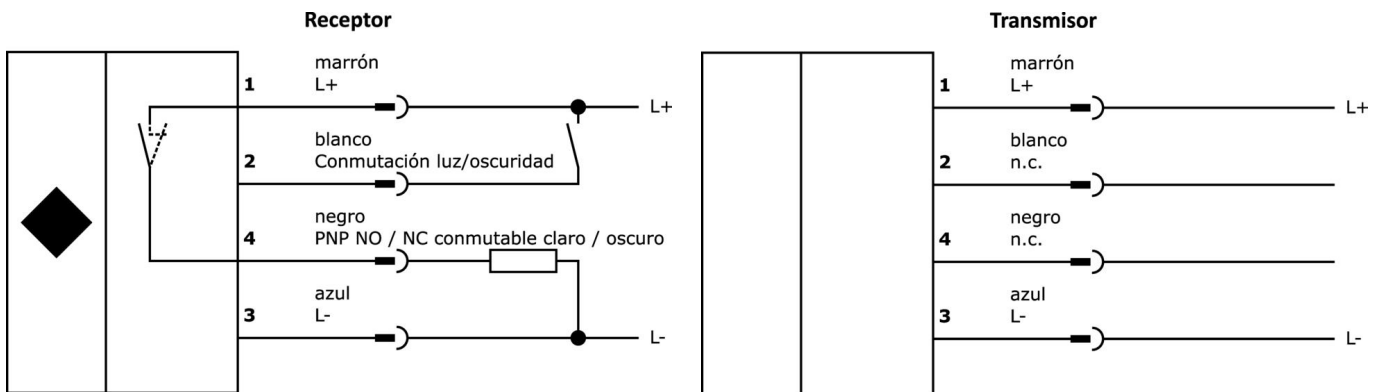 Receptor
marrón
1 L+
L+
blanco
2 Conmutación luz/oscuridad
negro
4 PNP NO / NC conmutable claro / oscuro
azul
3 L-
L-
Transmisor
marrón
1 L+
L+
blanco
2 n.c.
negro
4 n.c.
azul
3 L-
L-